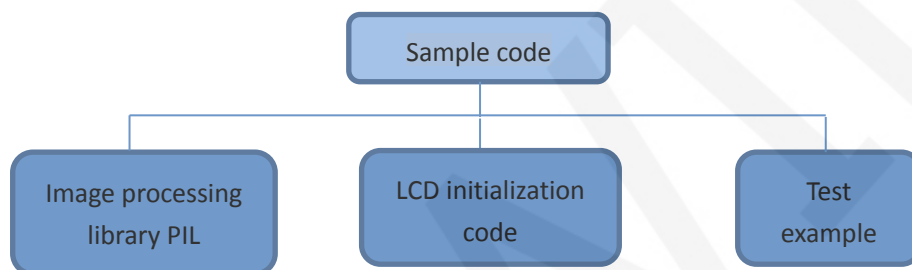 Sample code
Image processing
library PIL
LCD initialization
code
Test
example